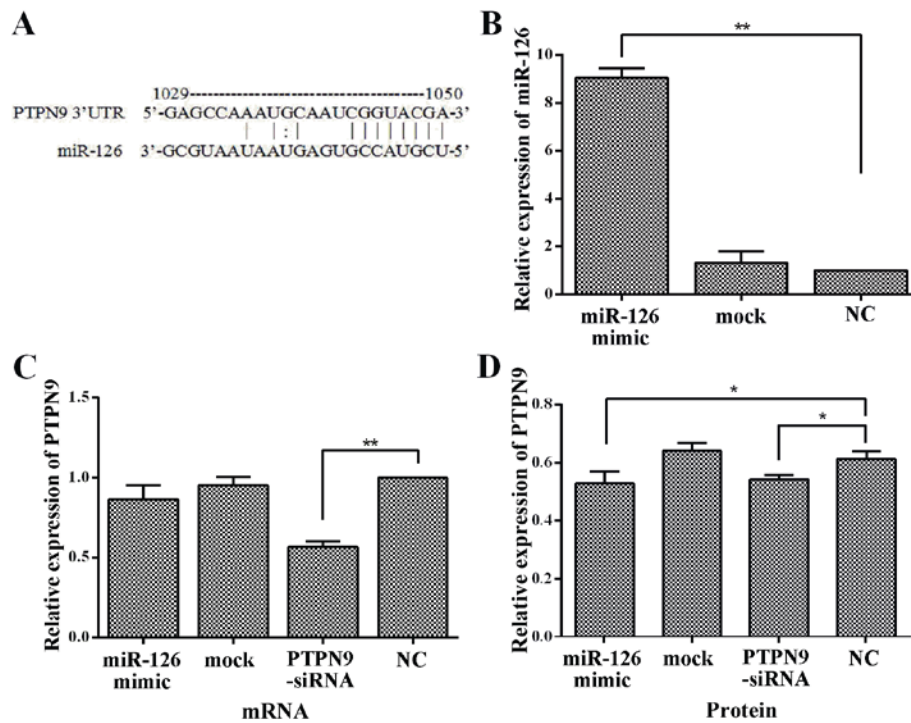 A
1029--------------------------------1050
PTPN9 3'UTR 5'-GAGCCAAAUGCAAUCGGUACGA-3'
| | : | | | | | | | | |
miR-126 3'-GCGUAAUAAUGAGUGCCAUGCU-5'
B
Relative expression of miR-126
10
8
6
4
2
0
**
miR-126 mimic
mock
NC
C
Relative expression of PTPN9
1.5
1.0
0.5
0.0
**
miR-126 mimic
mock
PTPN9 -siRNA
NC
mRNA
D
Relative expression of PTPN9
0.8
0.6
0.4
0.2
0.0
*
*
miR-126 mimic
mock
PTPN9 -siRNA
NC
Protein